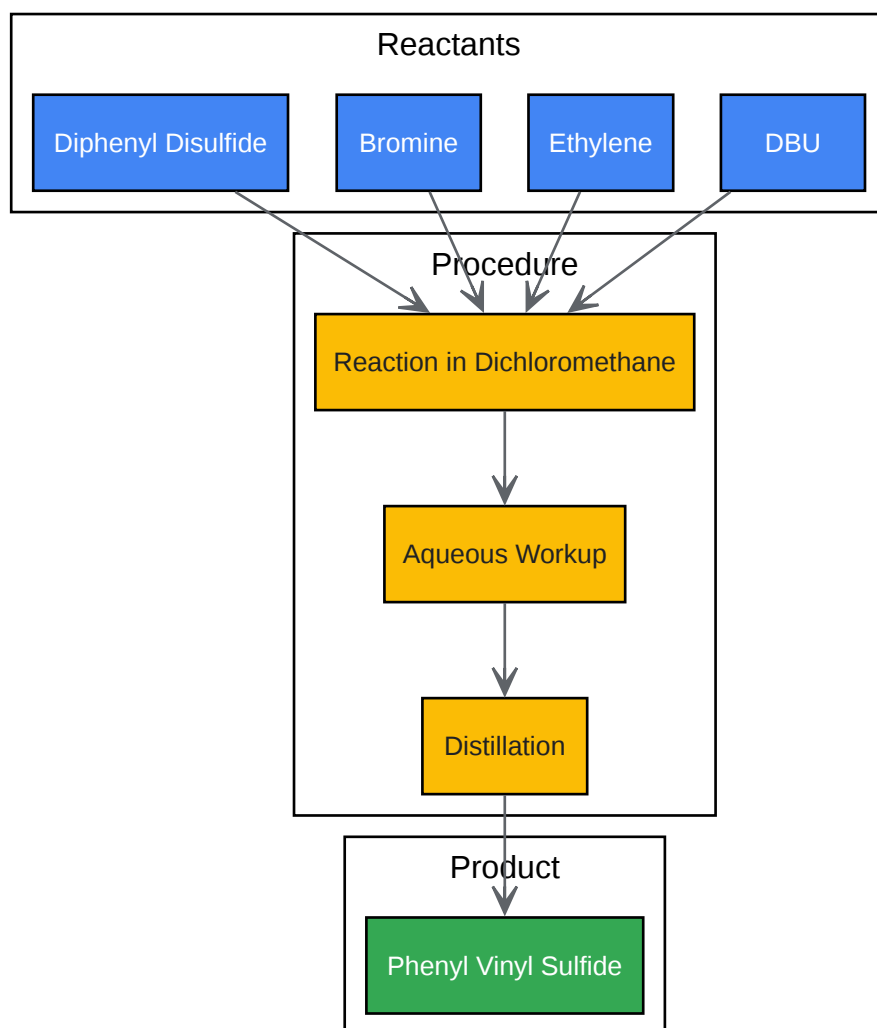 Reactants
Diphenyl Disulfide
Bromine
Ethylene
DBU
Procedure
Reaction in Dichloromethane
Aqueous Workup
Distillation
Product
Phenyl Vinyl Sulfide